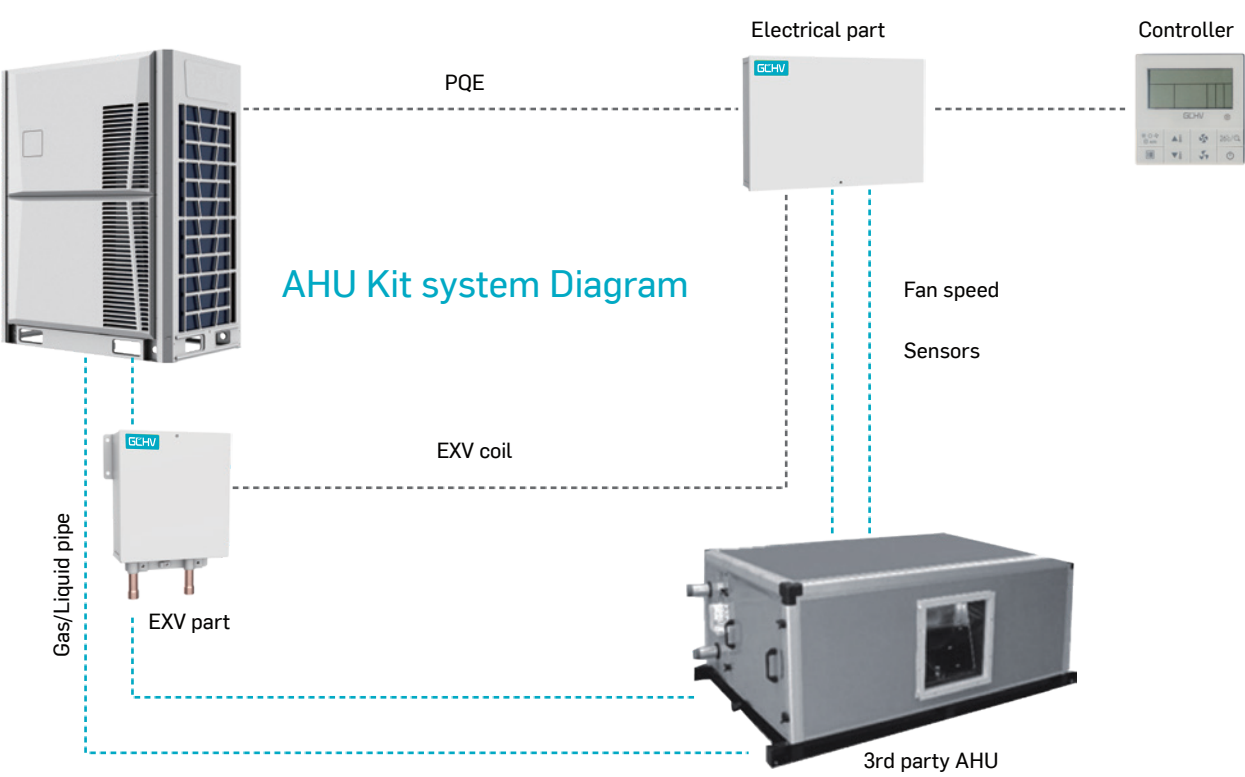 Electrical part
Controller
GCHV
PQE
GCHV
AHU Kit system Diagram
Fan speed
Sensors
GCHV
EXV coil
Gas/Liquid pipe
EXV part
3rd party AHU